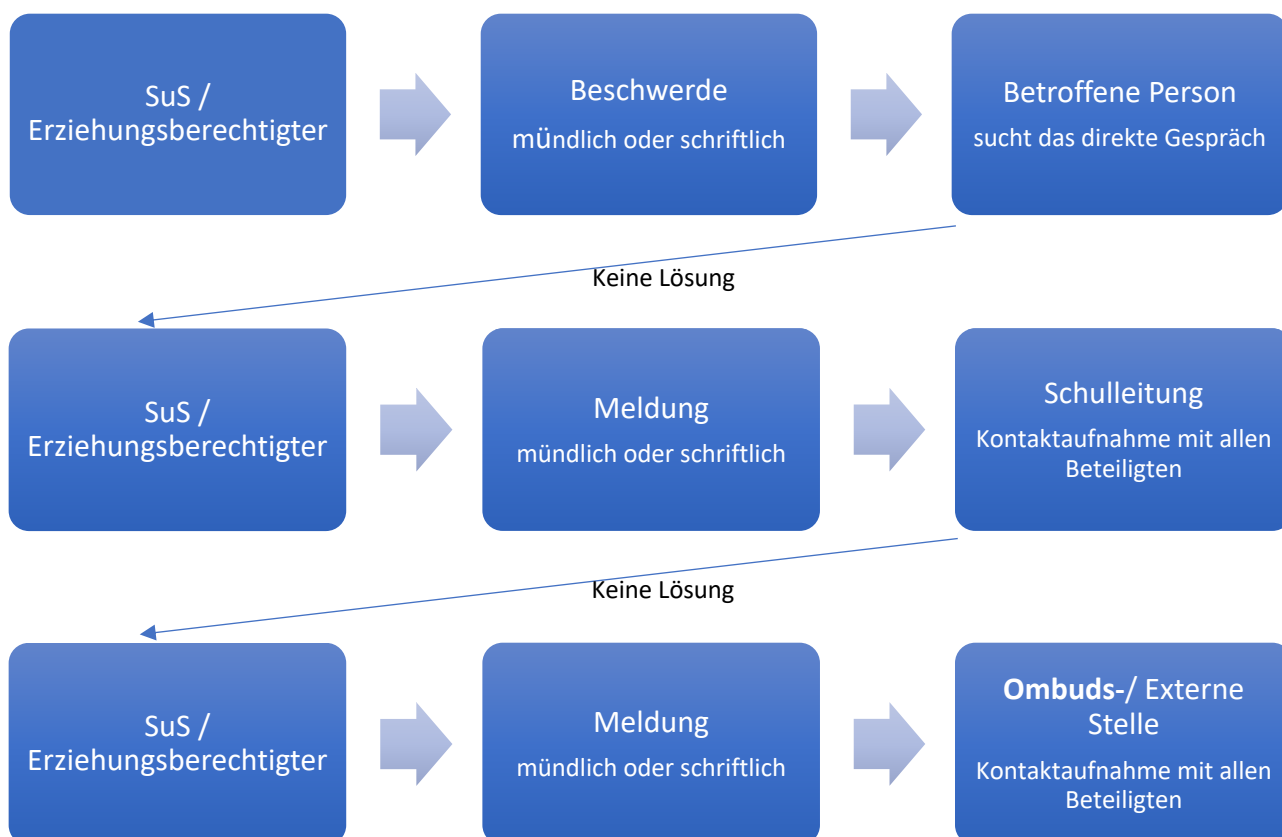 SuS /
Erziehungsberechtigter
Beschwerde
mündlich oder schriftlich
Betroffene Person
sucht das direkte Gespräch
Keine Lösung
SuS /
Erziehungsberechtigter
Meldung
mündlich oder schriftlich
Schulleitung
Kontaktaufnahme mit allen
Beteiligten
Keine Lösung
SuS /
Erziehungsberechtigter
Meldung
mündlich oder schriftlich
Ombuds-/ Externe
Stelle
Kontaktaufnahme mit allen
Beteiligten